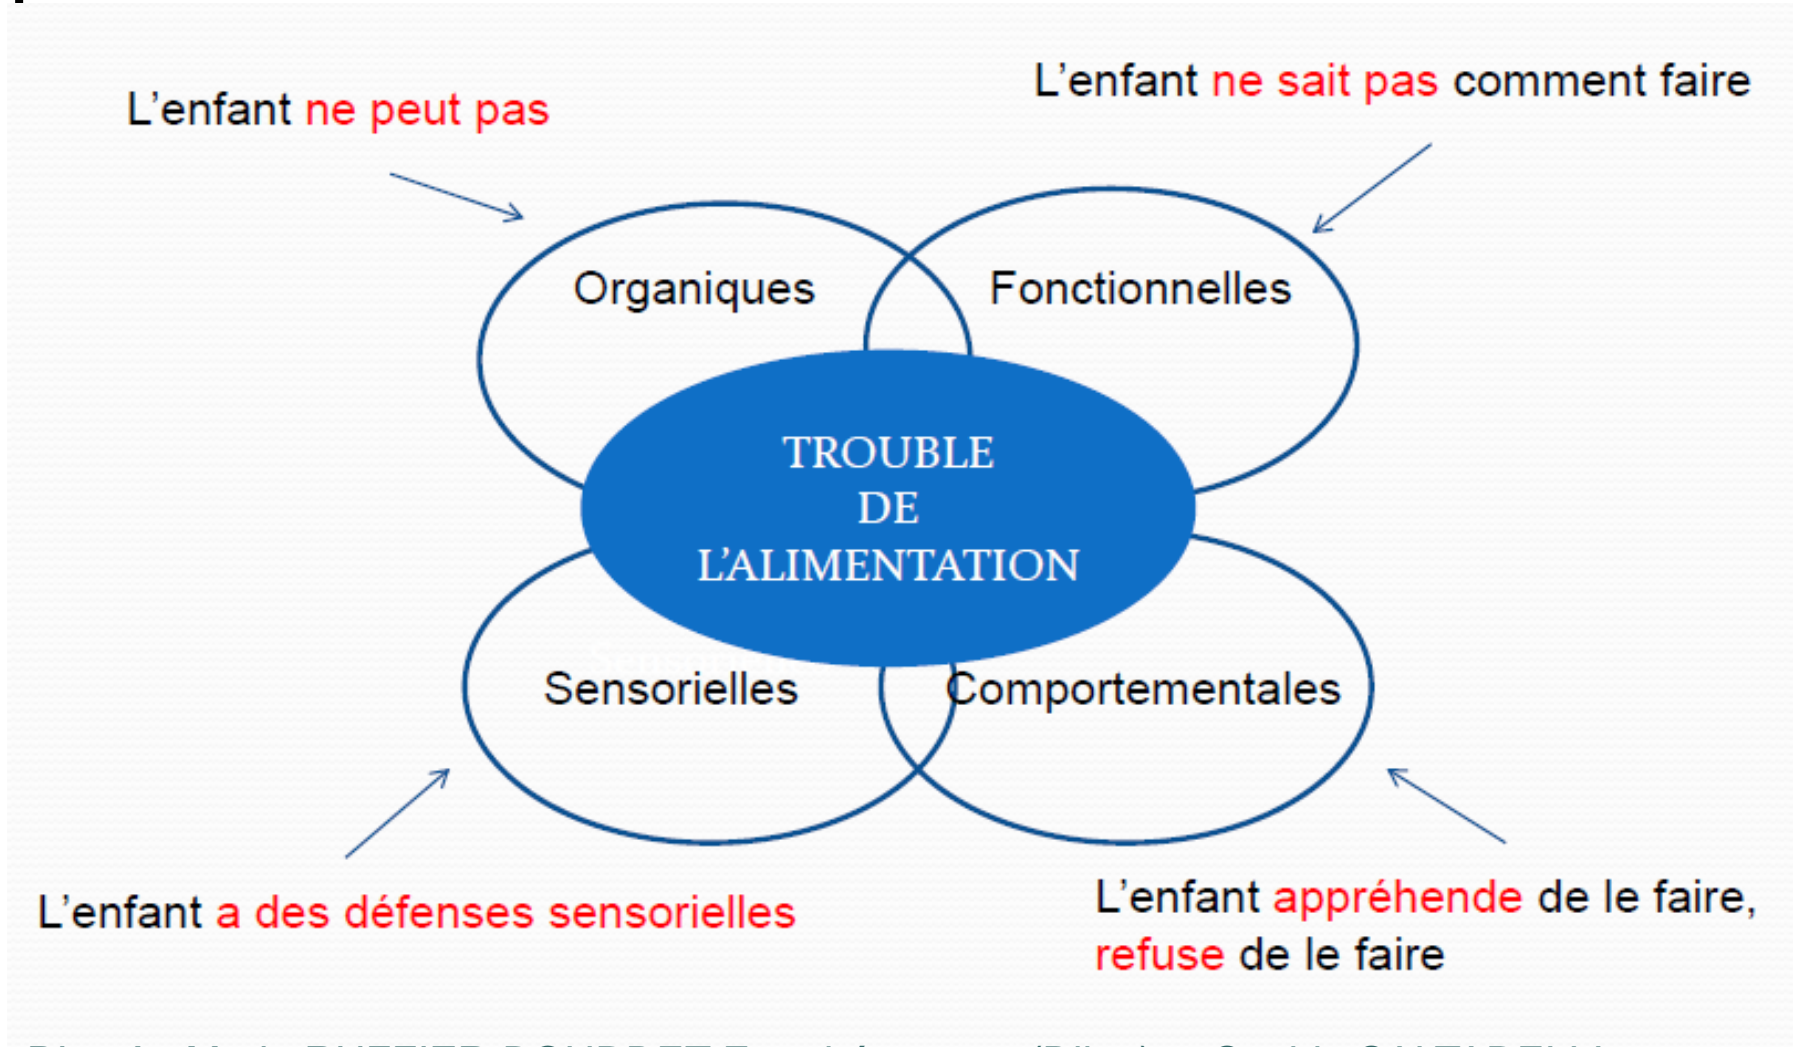 L'enfant ne peut pas
L'enfant ne sait pas comment faire
Organiques
Fonctionnelles
TROUBLE
DE
L'ALIMENTATION
Sensorielles
Comportementales
L'enfant a des défenses sensorielles
L'enfant appréhende de le faire,
refuse de le faire